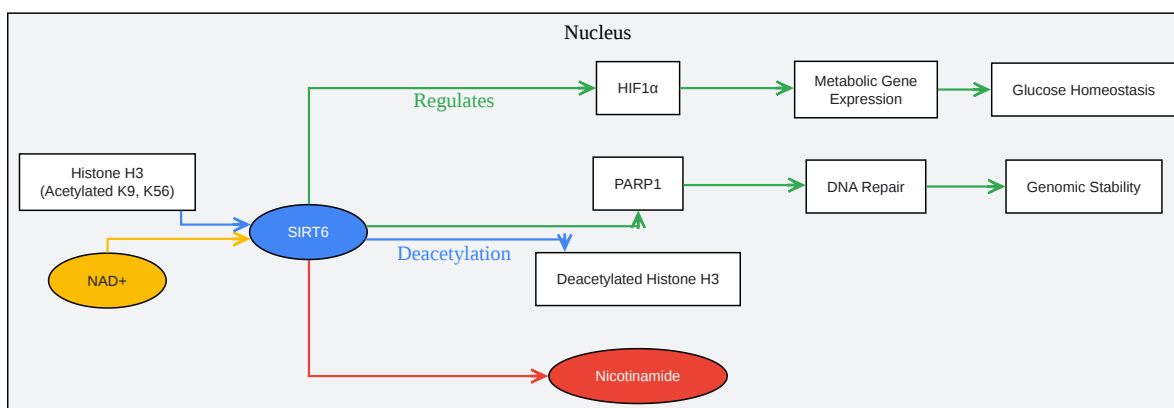 Nucleus
HIF1α
Metabolic Gene
Expression
Glucose Homeostasis
Regulates
Histone H3
(Acetylated K9, K56)
PARP1
DNA Repair
Genomic Stability
SIRT6
Deacetylation
NAD+
Deacetylated Histone H3
Nicotinamide